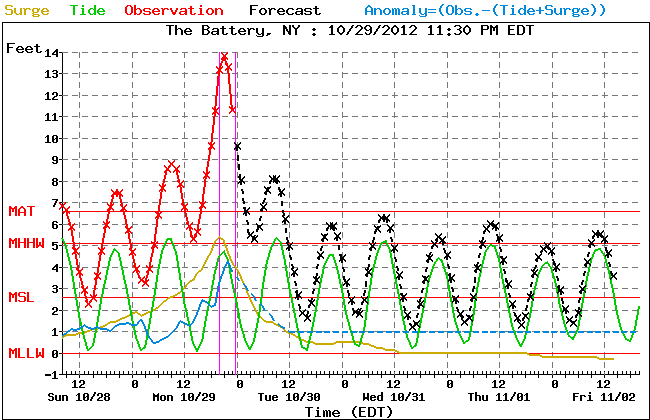 Surge Tide Observation Forecast Anomaly=(Obs.-(Tide+Surge))
The Battery, NY : 10/29/2012 11:30 PM EDT
Feet
14
13
12
11
10
9
8
7
MAT
6
MHHW 5
4
3
MSL
2
1
MLLW 0
-1
12 0 12 0 12 0 12 0 12 0 12
Sun 10/28 Mon 10/29 Tue 10/30 Wed 10/31 Thu 11/01 Fri 11/02
Time (EDT)